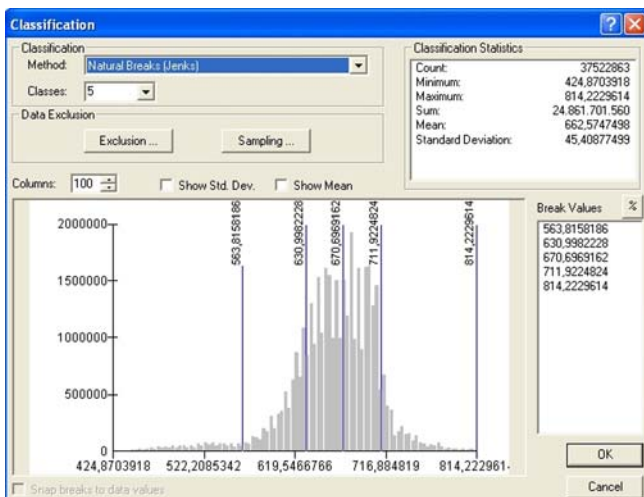 Classification
Classification
Method: Natural Breaks (Jenks)
Classes: 5
Data Exclusion
Exclusion ...
Sampling ...
Classification Statistics
Count: 37522863
Minimum: 424,8703918
Maximum: 814,2229614
Sum: 24.861.701.560
Mean: 662,5747498
Standard Deviation: 45,40877499
Columns: 100
Show Std. Dev.
Show Mean
2000000
1500000
1000000
500000
0
563,8158186
630,9982228
670,6969162
711,9224824
814,2229614
424,8703918
522,2085342
619,5466766
716,884819
814,222961
Break Values
%
563,8158186
630,9982228
670,6969162
711,9224824
814,2229614
Snap breaks to data values
OK
Cancel